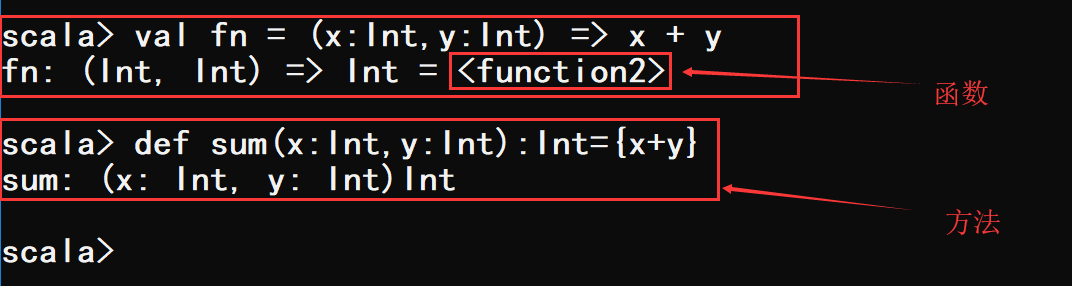 scala> val fn = (x:Int,y:Int) => x + y
fn: (Int, Int) => Int = <function2>
函数
scala> def sum(x:Int,y:Int):Int={x+y}
sum: (x: Int, y: Int)Int
方法
scala>